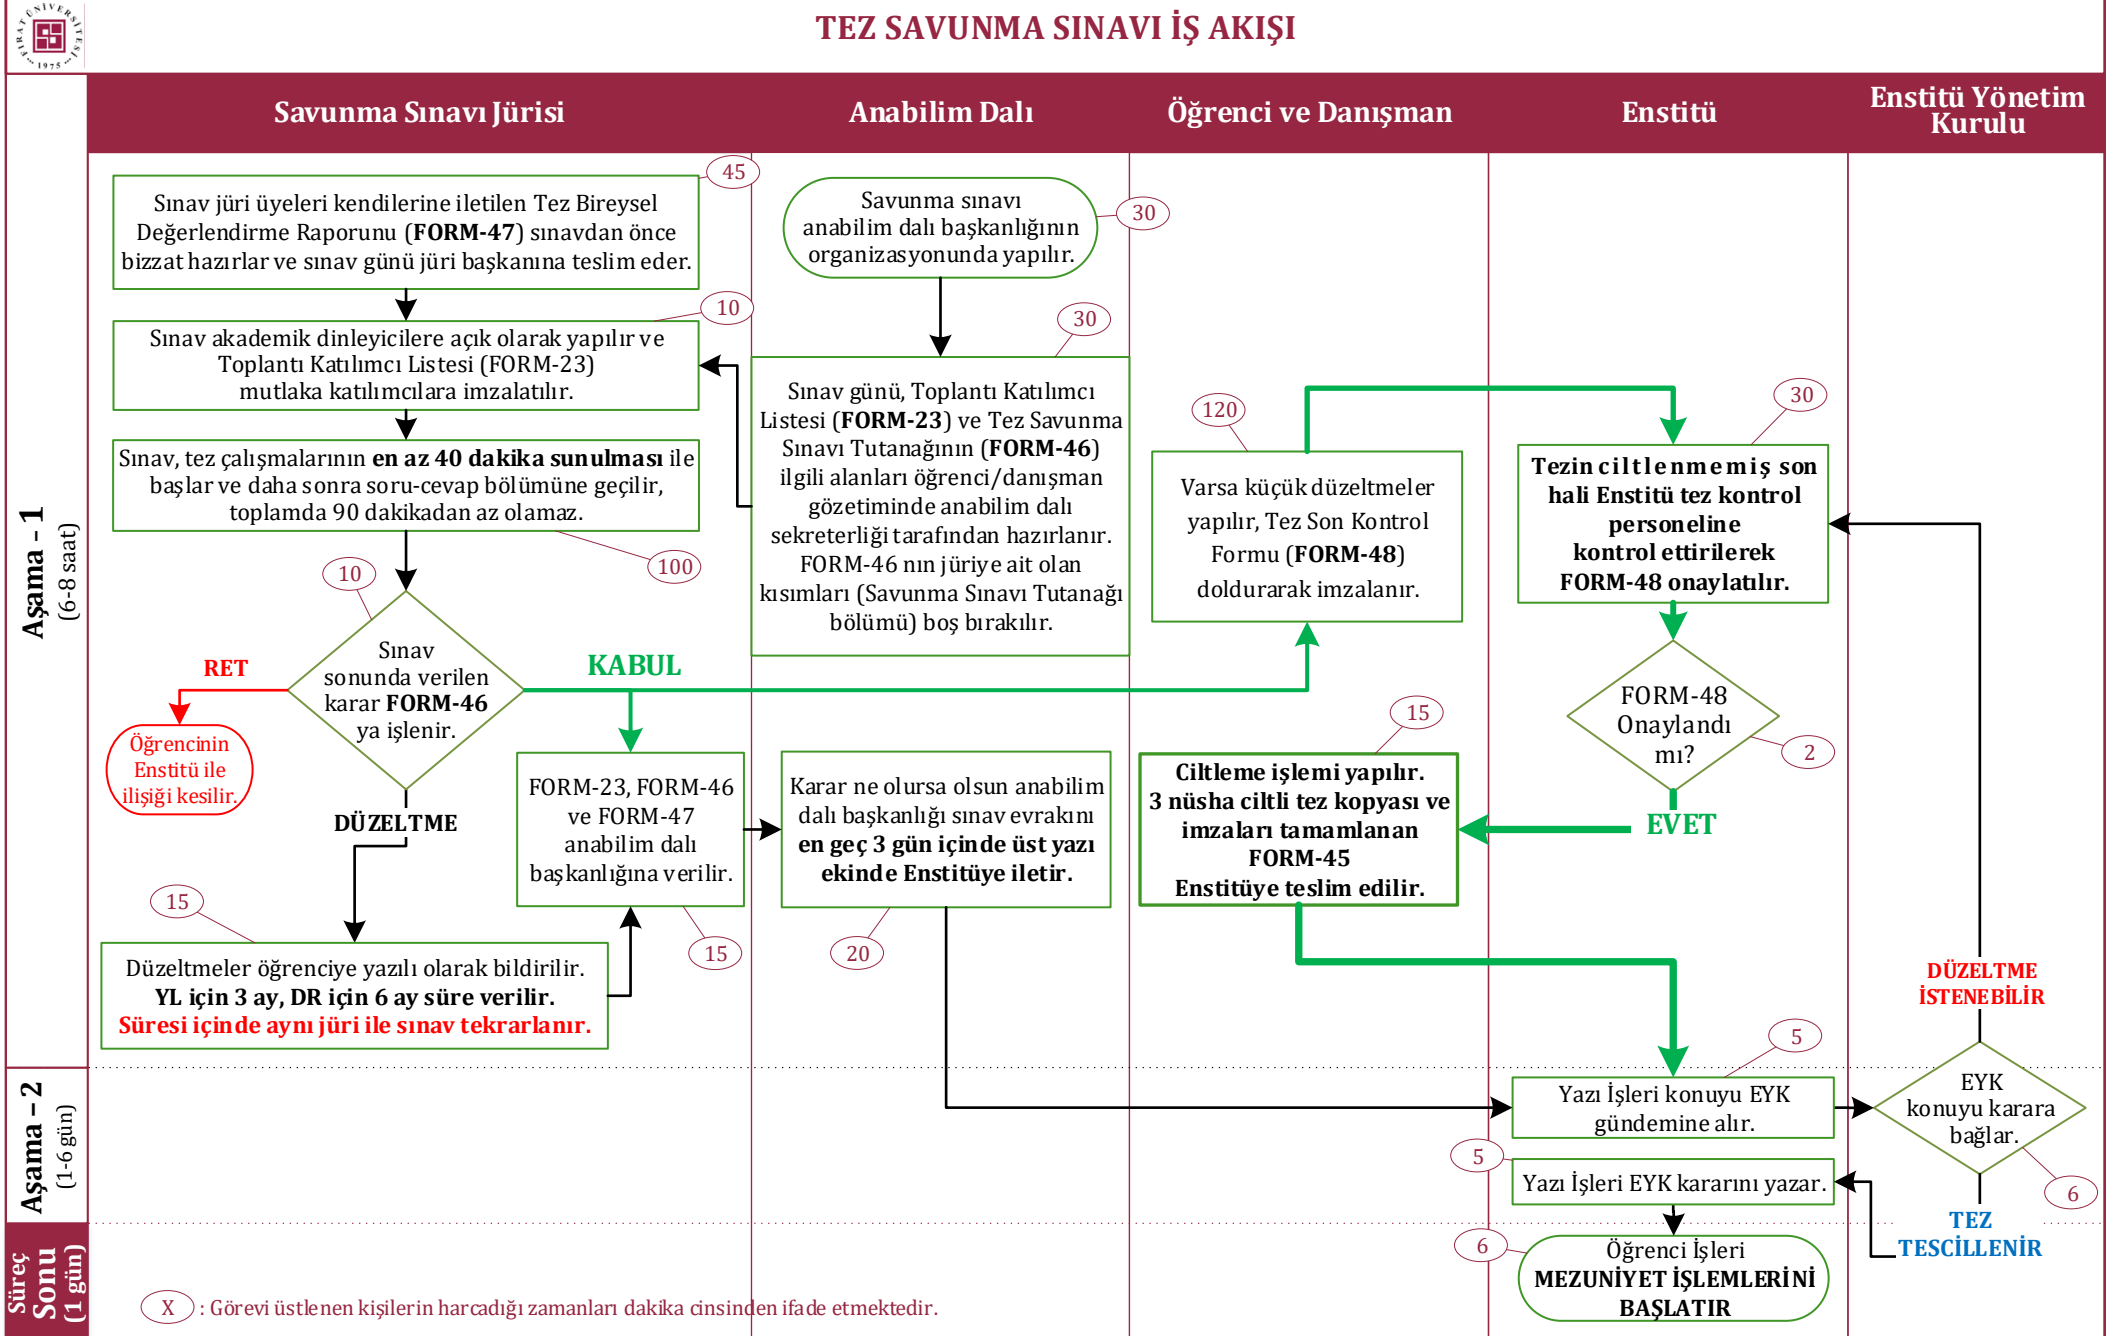 FIRAT ÜNİVERSİTESİ
1975
TEZ SAVUNMA SINAVI İŞ AKIŞI
Savunma Sınavı Jürisi
Anabilim Dalı
Öğrenci ve Danışman
Enstitü
Enstitü Yönetim
Kurulu
Aşama – 1
(6-8 saat)
45
Sınav jüri üyeleri kendilerine iletilen Tez Bireysel
Değerlendirme Raporunu (FORM-47) sınavdan önce
bizzat hazırlar ve sınav günü jüri başkanına teslim eder.
10
Sınav akademik dinleyicilere açık olarak yapılır ve
Toplantı Katılımcı Listesi (FORM-23)
mutlaka katılımcılara imzalatılır.
Sınav, tez çalışmalarının en az 40 dakika sunulması ile
başlar ve daha sonra soru-cevap bölümüne geçilir,
toplamda 90 dakikadan az olamaz.
100
10
Sınav
sonunda verilen
karar FORM-46
ya işlenir.
RET
Öğrencinin
Enstitü ile
ilişiği kesilir.
KABUL
DÜZELTME
FORM-23, FORM-46
ve FORM-47
anabilim dalı
başkanlığına verilir.
15
15
Düzeltmeler öğrenciye yazılı olarak bildirilir.
YL için 3 ay, DR için 6 ay süre verilir.
Süresi içinde aynı jüri ile sınav tekrarlanır.
Savunma sınavı
anabilim dalı başkanlığının
organizasyonunda yapılır.
30
30
Sınav günü, Toplantı Katılımcı
Listesi (FORM-23) ve Tez Savunma
Sınavı Tutanağının (FORM-46)
ilgili alanları öğrenci/danışman
gözetiminde anabilim dalı
sekreterliği tarafından hazırlanır.
FORM-46 nın jüriye ait olan
kısımları (Savunma Sınavı Tutanağı
bölümü) boş bırakılır.
Karar ne olursa olsun anabilim
dalı başkanlığı sınav evrakını
en geç 3 gün içinde üst yazı
ekinde Enstitüye iletir.
20
120
Varsa küçük düzeltmeler
yapılır, Tez Son Kontrol
Formu (FORM-48)
doldurarak imzalanır.
15
Ciltleme işlemi yapılır.
3 nüsha ciltli tez kopyası ve
imzaları tamamlanan
FORM-45
Enstitüye teslim edilir.
30
Tezin ciltlenmemiş son
hali Enstitü tez kontrol
personeline
kontrol ettirilerek
FORM-48 onaylatılır.
FORM-48
Onaylandı
mı?
2
EVET
DÜZELTME
İSTENEBİLİR
Aşama – 2
(1-6 gün)
5
Yazı İşleri konuyu EYK
gündemine alır.
EYK
konuyu karara
bağlar.
6
5
Yazı İşleri EYK kararını yazar.
TEZ
TESCİLLENİR
Süreç
Sonu
(1 gün)
6
Öğrenci İşleri
MEZUNİYET İŞLEMLERİNİ
BAŞLATIR
X : Görevi üstlenen kişilerin harcadığı zamanları dakika cinsinden ifade etmektedir.